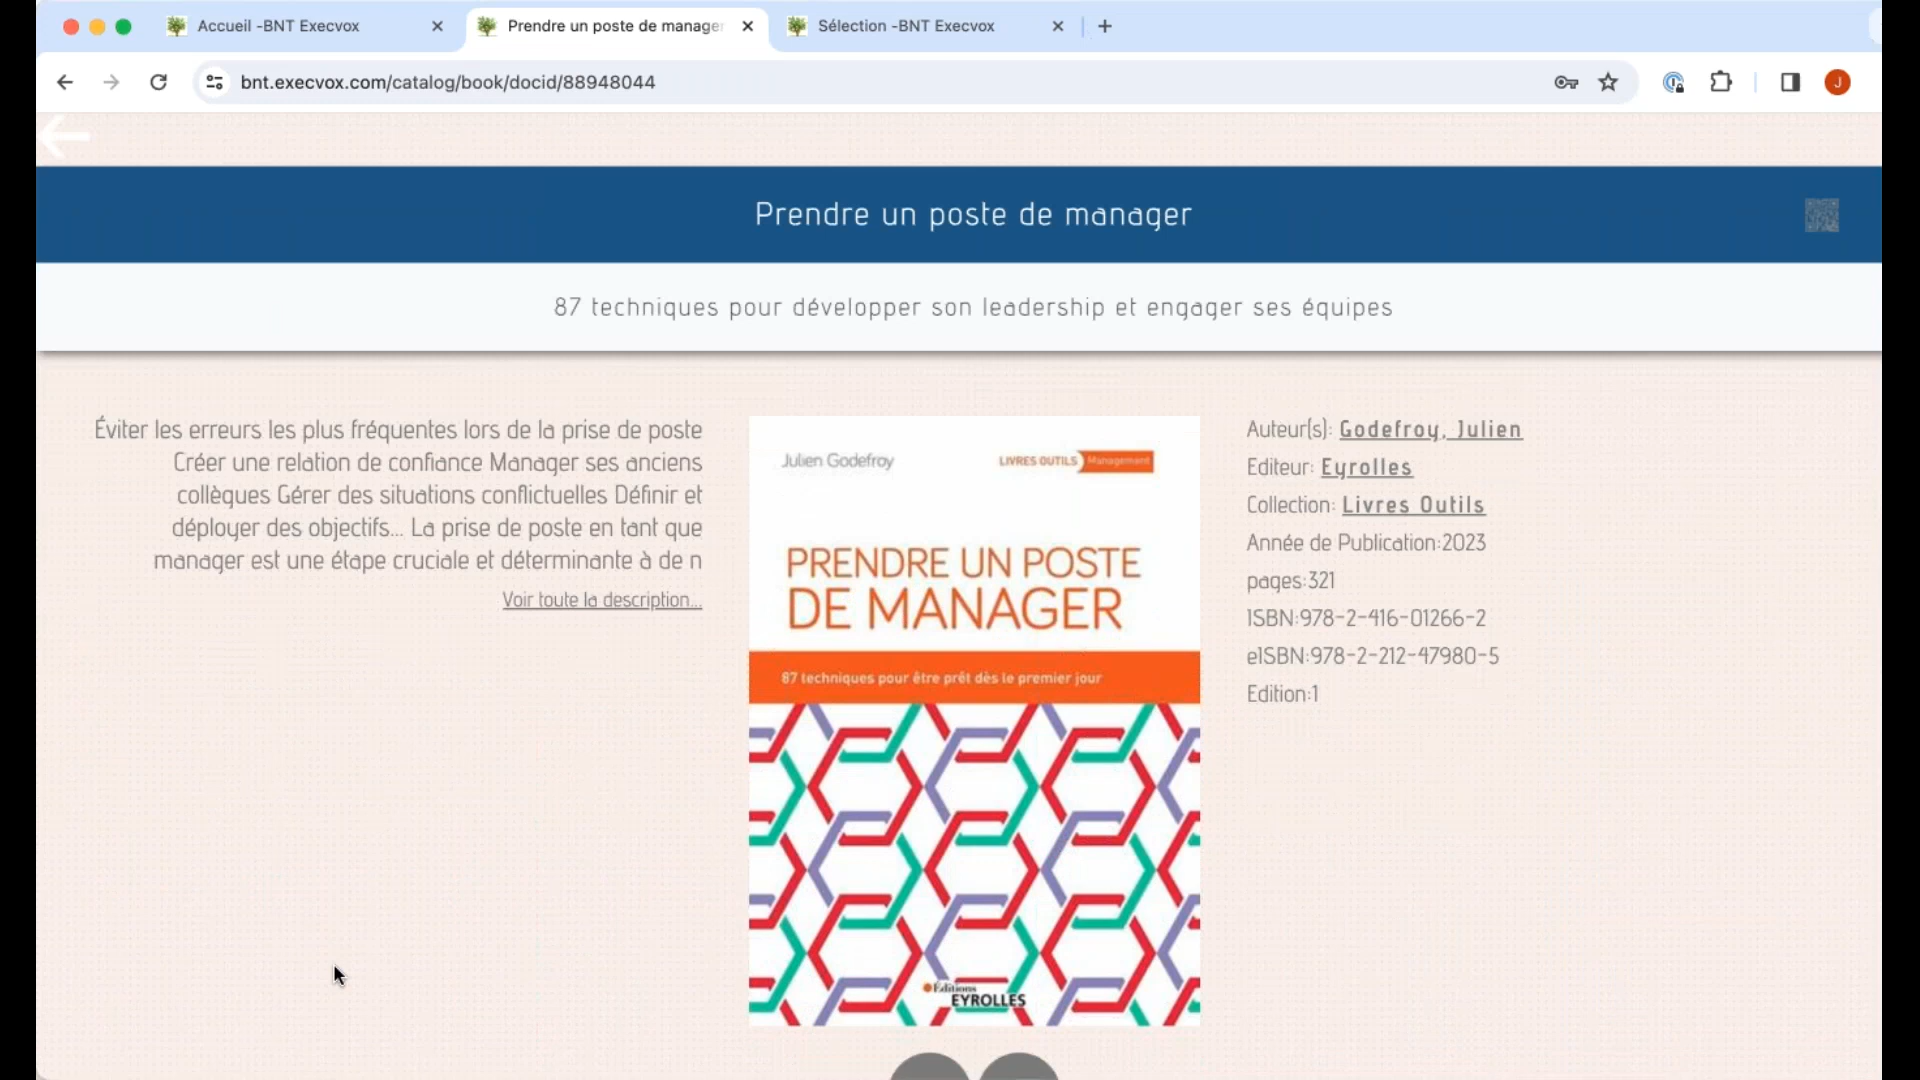 Accueil -BNT Execvox
Prendre un poste de manager
Sélection -BNT Execvox
bnt.execvox.com/catalog/book/docid/88948044
J
Prendre un poste de manager
87 techniques pour développer son leadership et engager ses équipes
Éviter les erreurs les plus fréquentes lors de la prise de poste
Créer une relation de confiance Manager ses anciens
collègues Gérer des situations conflictuelles Définir et
déployer des objectifs... La prise de poste en tant que
manager est une étape cruciale et déterminante à de n
Voir toute la description...
Julien Godefroy
LIVRES OUTILS Management
PRENDRE UN POSTE
DE MANAGER
87 techniques pour être prêt dès le premier jour
Éditions
EYROLLES
Auteur(s): Godefroy, Julien
Editeur: Eyrolles
Collection: Livres Outils
Année de Publication:2023
pages:321
ISBN:978-2-416-01266-2
eISBN:978-2-212-47980-5
Edition:1